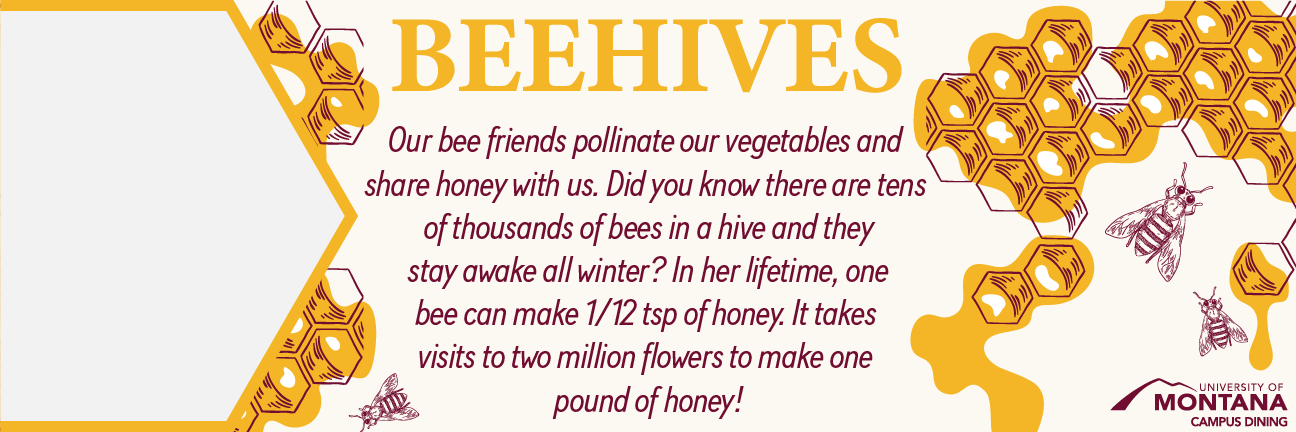 BEEHIVES
Our bee friends pollinate our vegetables and
share honey with us. Did you know there are tens
of thousands of bees in a hive and they
stay awake all winter? In her lifetime, one
bee can make 1/12 tsp of honey. It takes
visits to two million flowers to make one
pound of honey!
UNIVERSITY OF
MONTANA
CAMPUS DINING